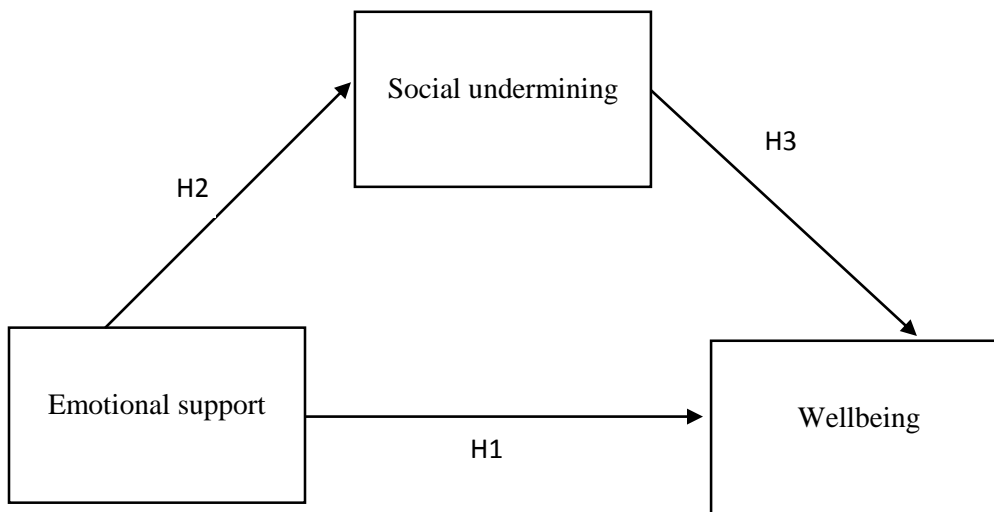 Social undermining
H3
H2
Emotional support
Wellbeing
H1